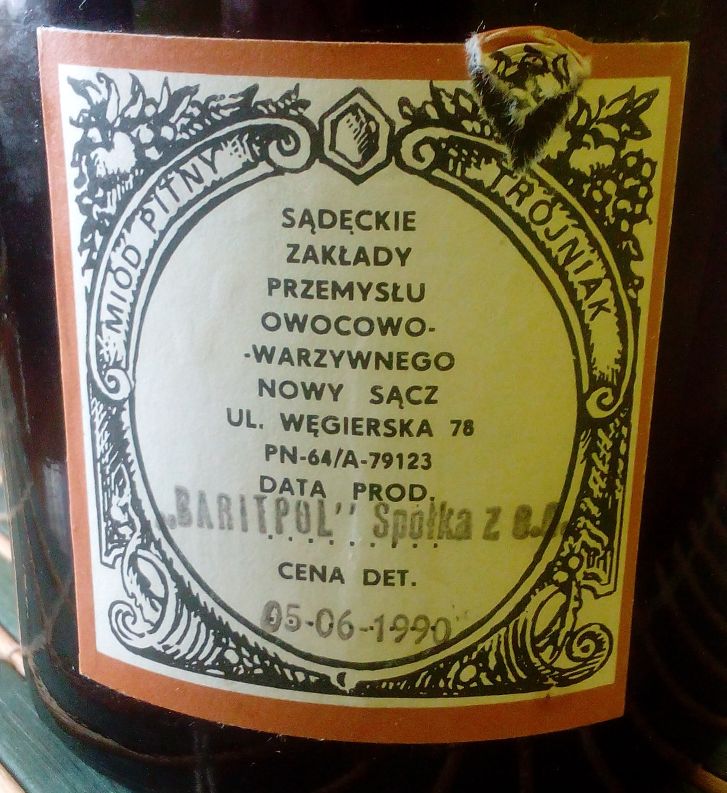 MIÓD PITNY
TRÓJNIAK
SĄDĘCKIE
ZAKŁADY
PRZEMYSŁU
OWOCOWO-
-WARZYWNEGO
NOWY SĄCZ
UL. WĘGIERSKA 78
PN-64/A-79123
DATA PROD.
„BARITPOL" Spółka z o.o.
.........
CENA DET.
05-06-1990